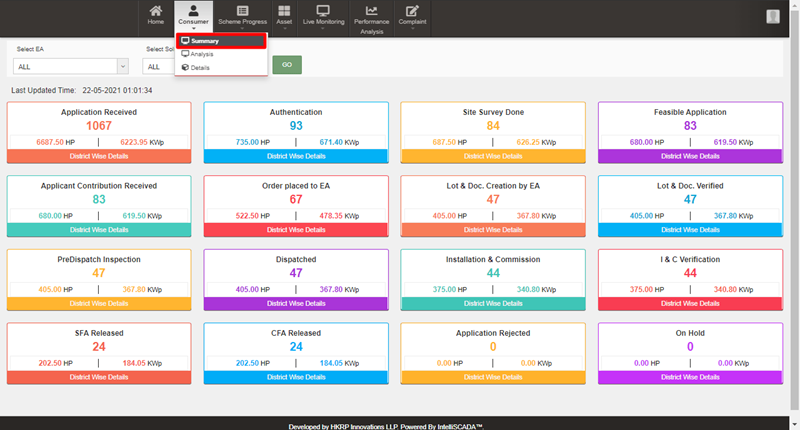 Home
Consumer
Scheme Progress
Asset
Live Monitoring
Performance
Analysis
Complaint
Summary
Analysis
Details
Select EA
ALL
Select
ALL
GO
Last Updated Time: 22-05-2021 01:01:34
Application Received
1067
6687.50 HP | 6223.95 KWp
District Wise Details
Authentication
93
735.00 HP | 671.40 KWp
District Wise Details
Site Survey Done
84
687.50 HP | 626.25 KWp
District Wise Details
Feasible Application
83
680.00 HP | 619.50 KWp
District Wise Details
Applicant Contribution Received
83
680.00 HP | 619.50 KWp
District Wise Details
Order placed to EA
67
522.50 HP | 478.35 KWp
District Wise Details
Lot & Doc. Creation by EA
47
405.00 HP | 367.80 KWp
District Wise Details
Lot & Doc. Verified
47
405.00 HP | 367.80 KWp
District Wise Details
PreDispatch Inspection
47
405.00 HP | 367.80 KWp
District Wise Details
Dispatched
47
405.00 HP | 367.80 KWp
District Wise Details
Installation & Commission
44
375.00 HP | 340.80 KWp
District Wise Details
I & C Verification
44
375.00 HP | 340.80 KWp
District Wise Details
SFA Released
24
202.50 HP | 184.05 KWp
District Wise Details
CFA Released
24
202.50 HP | 184.05 KWp
District Wise Details
Application Rejected
0
0.00 HP | 0.00 KWp
District Wise Details
On Hold
0
0.00 HP | 0.00 KWp
District Wise Details
Developed by HKRP Innovations LLP. Powered By IntelliSCADA™.